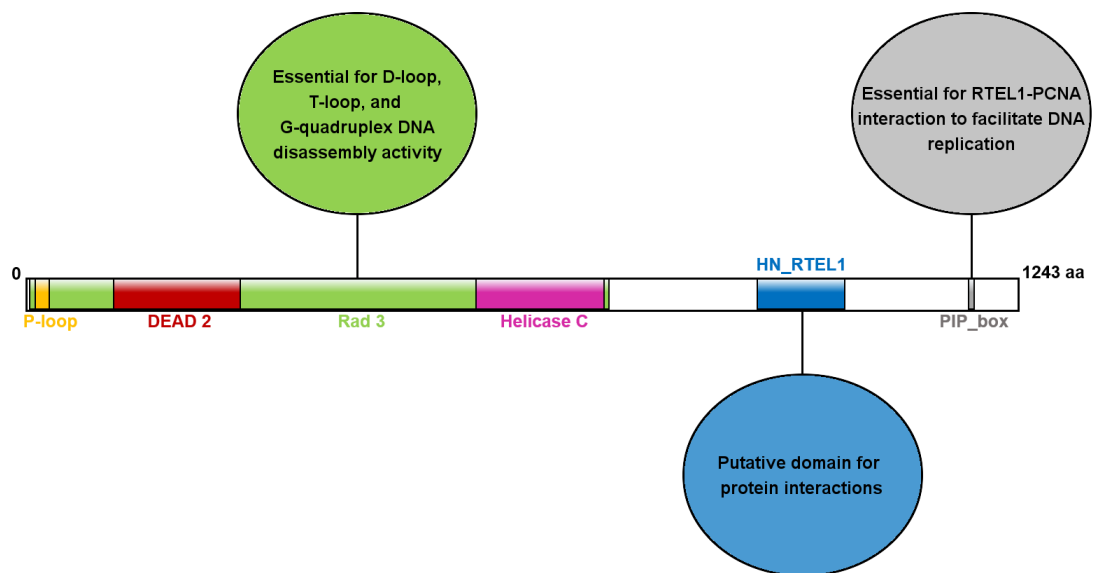 Essential for D-loop,
T-loop, and
G-quadruplex DNA
disassembly activity
Essential for RTEL1-PCNA
interaction to facilitate DNA
replication
0
HN_RTEL1
1243 aa
P-loop
DEAD 2
Rad 3
Helicase C
PIP_box
Putative domain for
protein interactions